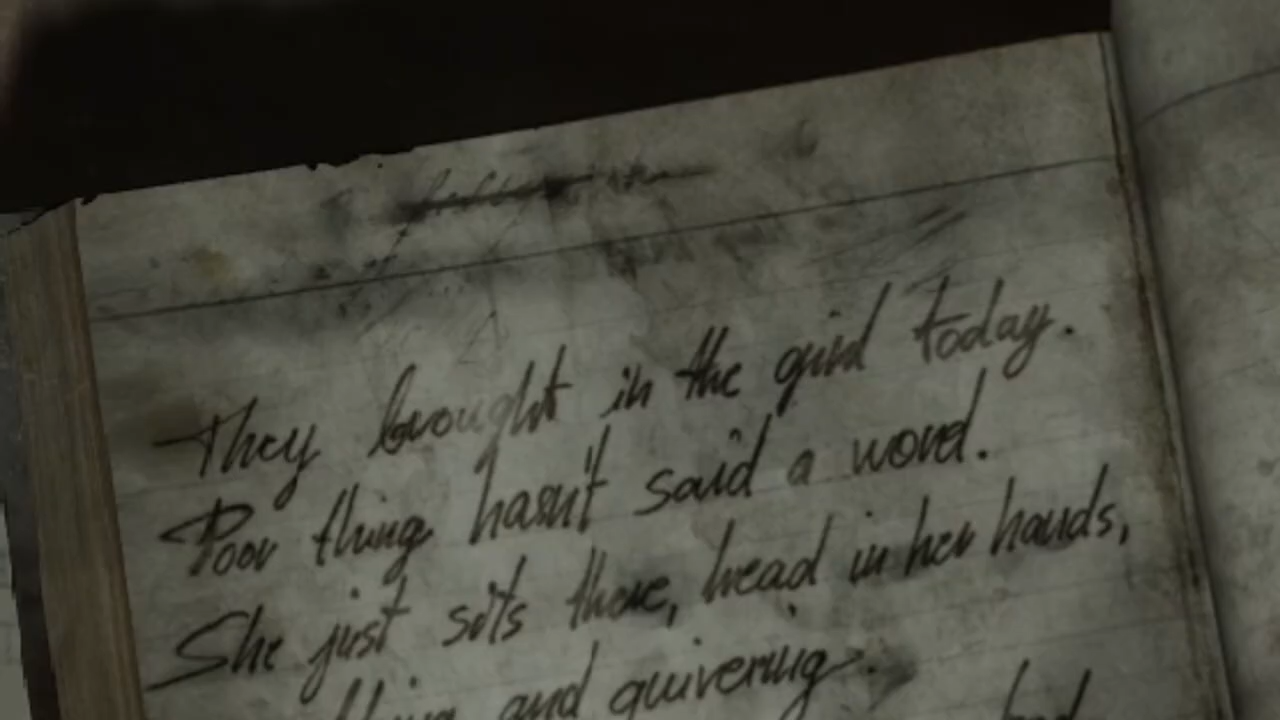 They brought in the girl today.
Poor thing hasn't said a word.
She just sits there, head in her hands,
and quivering.